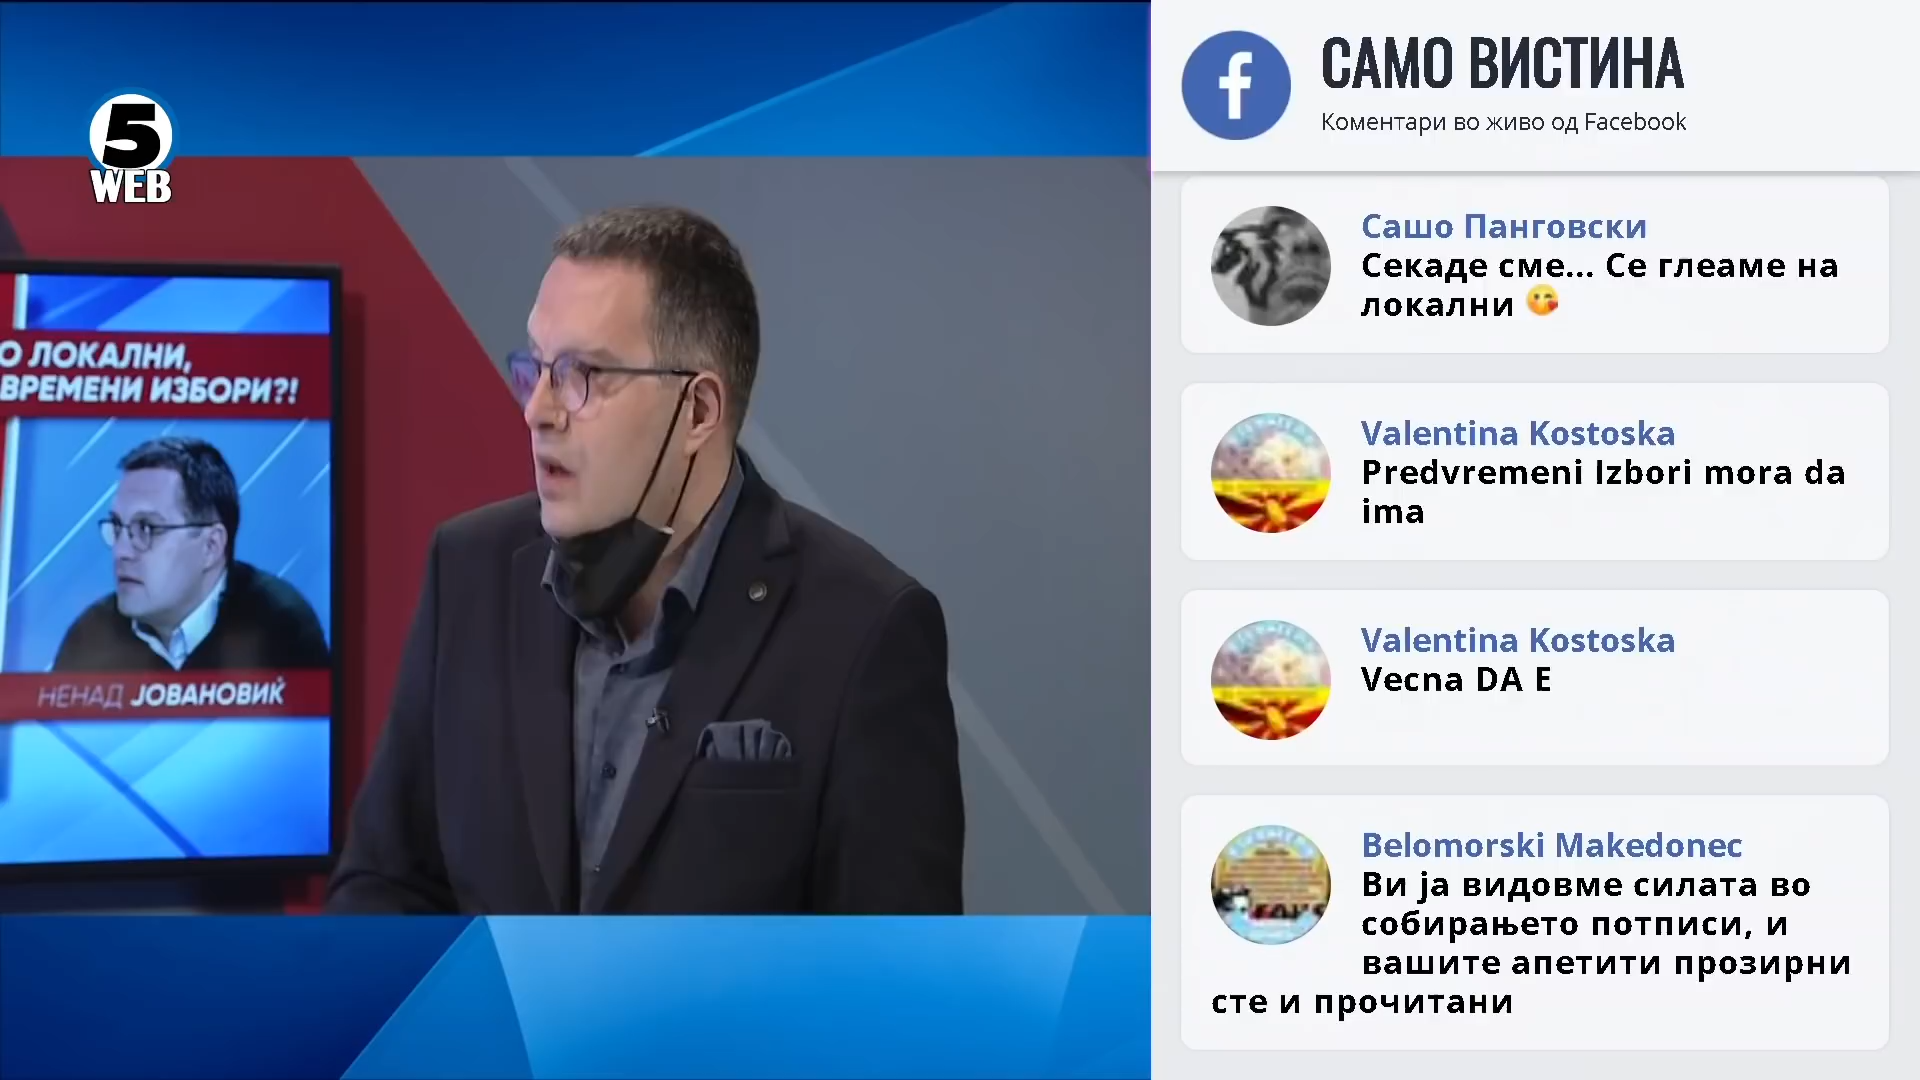 5
WEB
О ЛОКАЛНИ,
ВРЕМЕНИ ИЗБОРИ?!
НЕНАД ЈОВАНОВИЌ
f
САМО ВИСТИНА
Коментари во живо од Facebook
Сашо Панговски
Секаде сме... Се глеаме на
локални 😘
Valentina Kostoska
Predvremeni Izbori mora da
ima
Valentina Kostoska
Vecna DA E
Belomorski Makedonec
Ви ја видовме силата во
собирањето потписи, и
вашите апетити прозирни
сте и прочитани